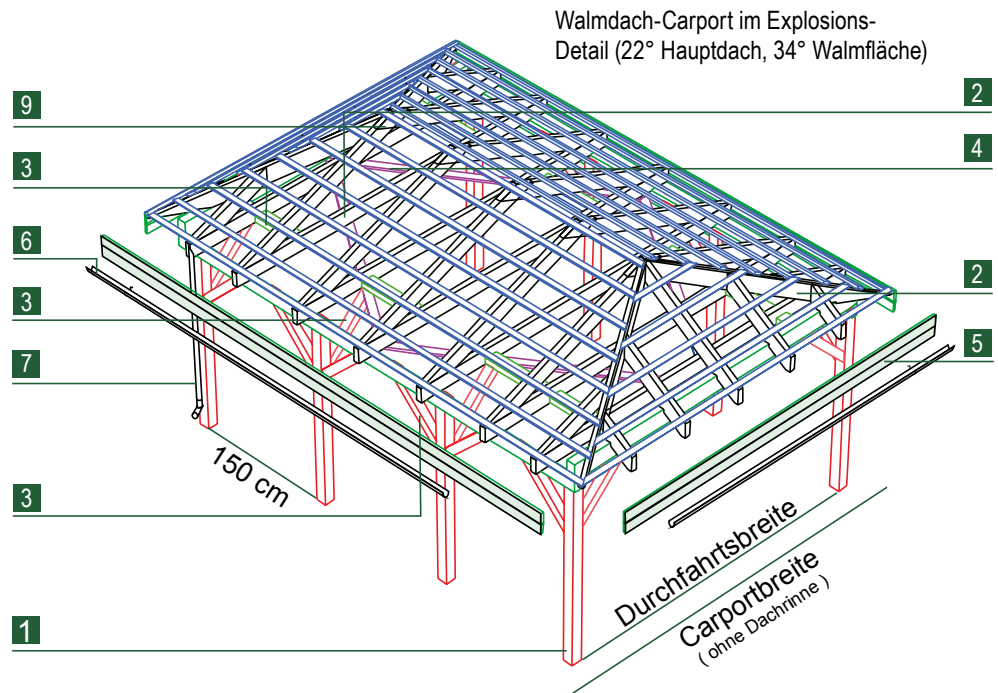 Walmdach-Carport im Explosions-
Detail (22° Hauptdach, 34° Walmfläche)
9
2
3
4
6
2
3
5
7
150 cm
3
Durchfahrtsbreite
Carportbreite
( ohne Dachrinne )
1